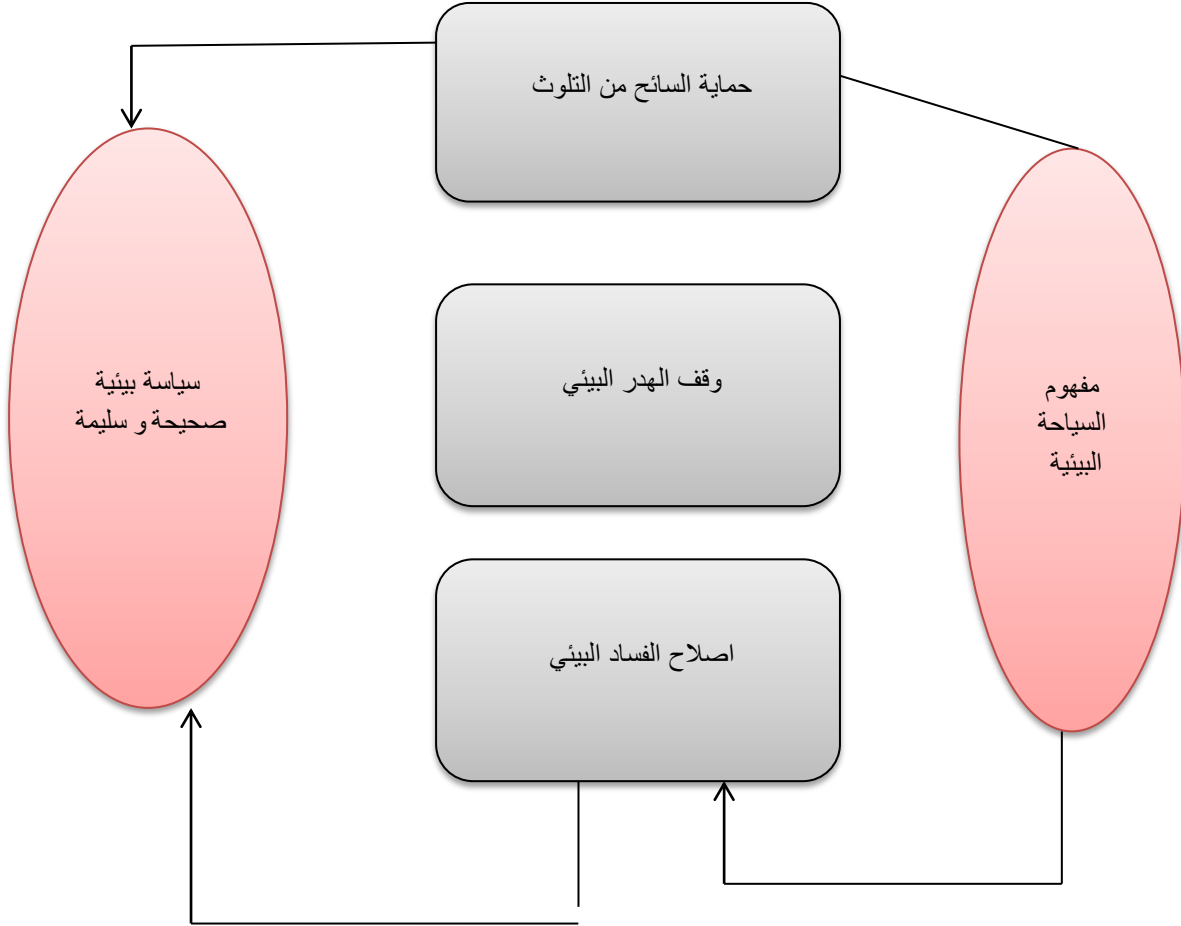 حماية السائح من التلوث
مفهوم
السياحة
البيئية
وقف الهدر البيئي
سياسة بيئية
صحيحة و سليمة
اصلاح الفساد البيئي